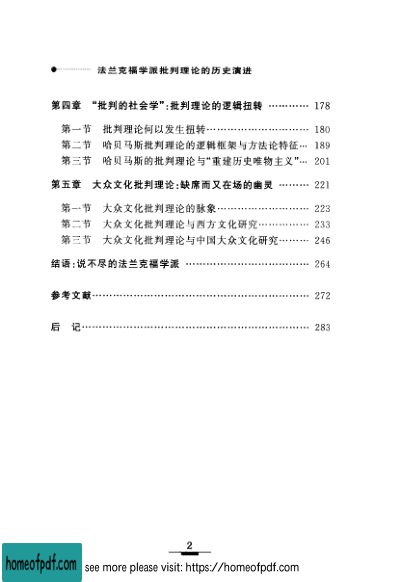 ●………… 法兰克福学派批判理论的历史演进
第四章 “批判的社会学”:批判理论的逻辑扭转 ………… 178
第一节 批判理论何以发生扭转………………………… 180
第二节 哈贝马斯批判理论的逻辑框架与方法论特征… 189
第三节 哈贝马斯的批判理论与“重建历史唯物主义”… 201
第五章 大众文化批判理论:缺席而又在场的幽灵 ……… 221
第一节 大众文化批判理论的脉象……………………… 223
第二节 大众文化批判理论与西方文化研究…………… 233
第三节 大众文化批判理论与中国大众文化研究……… 246
结语:说不尽的法兰克福学派 ……………………………… 264
参考文献…………………………………………………… 272
后 记……………………………………………………… 283
2
homeofpdf.com see more please visit: https://homeofpdf.com